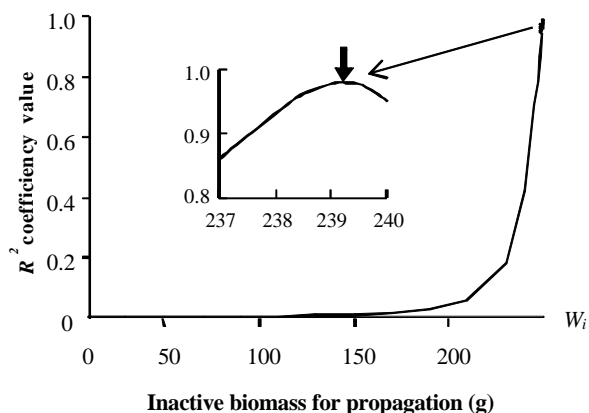 1.0
0.8
0.6
0.4
0.2
0
R² coefficiency value
1.0
0.9
0.8
237 238 239 240
0 50 100 150 200
Wi
Inactive biomass for propagation (g)